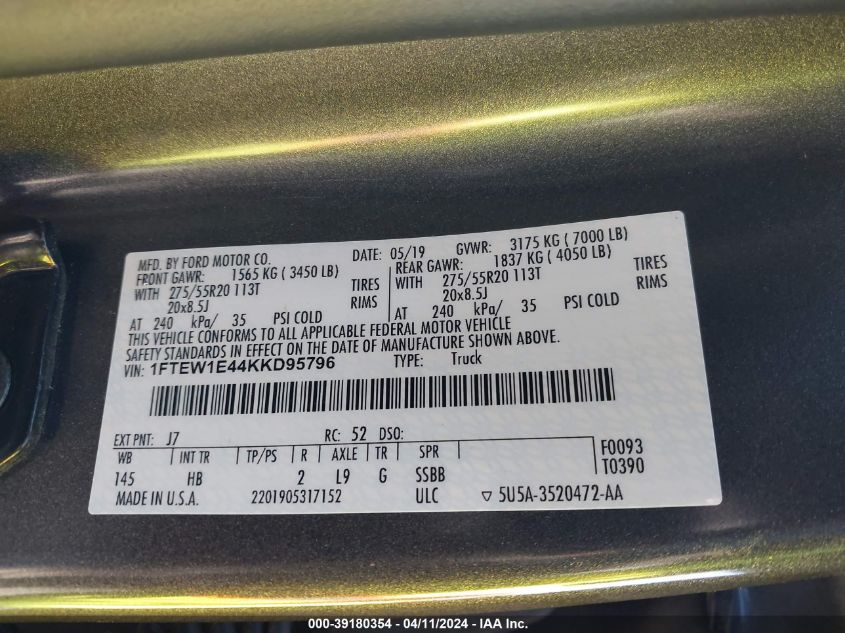 MFD. BY FORD MOTOR CO. DATE: 05/19 GVWR: 3175 KG ( 7000 LB)
FRONT GAWR: 1565 KG ( 3450 LB) REAR GAWR: 1837 KG ( 4050 LB)
WITH 275/55R20 113T TIRES WITH 275/55R20 113T TIRES
20x8.5J RIMS 20x8.5J RIMS
AT 240 kPa/ 35 PSI COLD AT 240 kPa/ 35 PSI COLD
THIS VEHICLE CONFORMS TO ALL APPLICABLE FEDERAL MOTOR VEHICLE
SAFETY STANDARDS IN EFFECT ON THE DATE OF MANUFACTURE SHOWN ABOVE.
VIN: 1FTEW1E44KKD95796 TYPE: Truck
EXT PNT: J7 RC: 52 DSO:
WB INT TR TP/PS R AXLE TR SPR F0093
145 HB 2 L9 G SSBB T0390
MADE IN U.S.A. 2201905317152 ULC ▽ 5U5A-3520472-AA
000-39180354 - 04/11/2024 - IAA Inc.